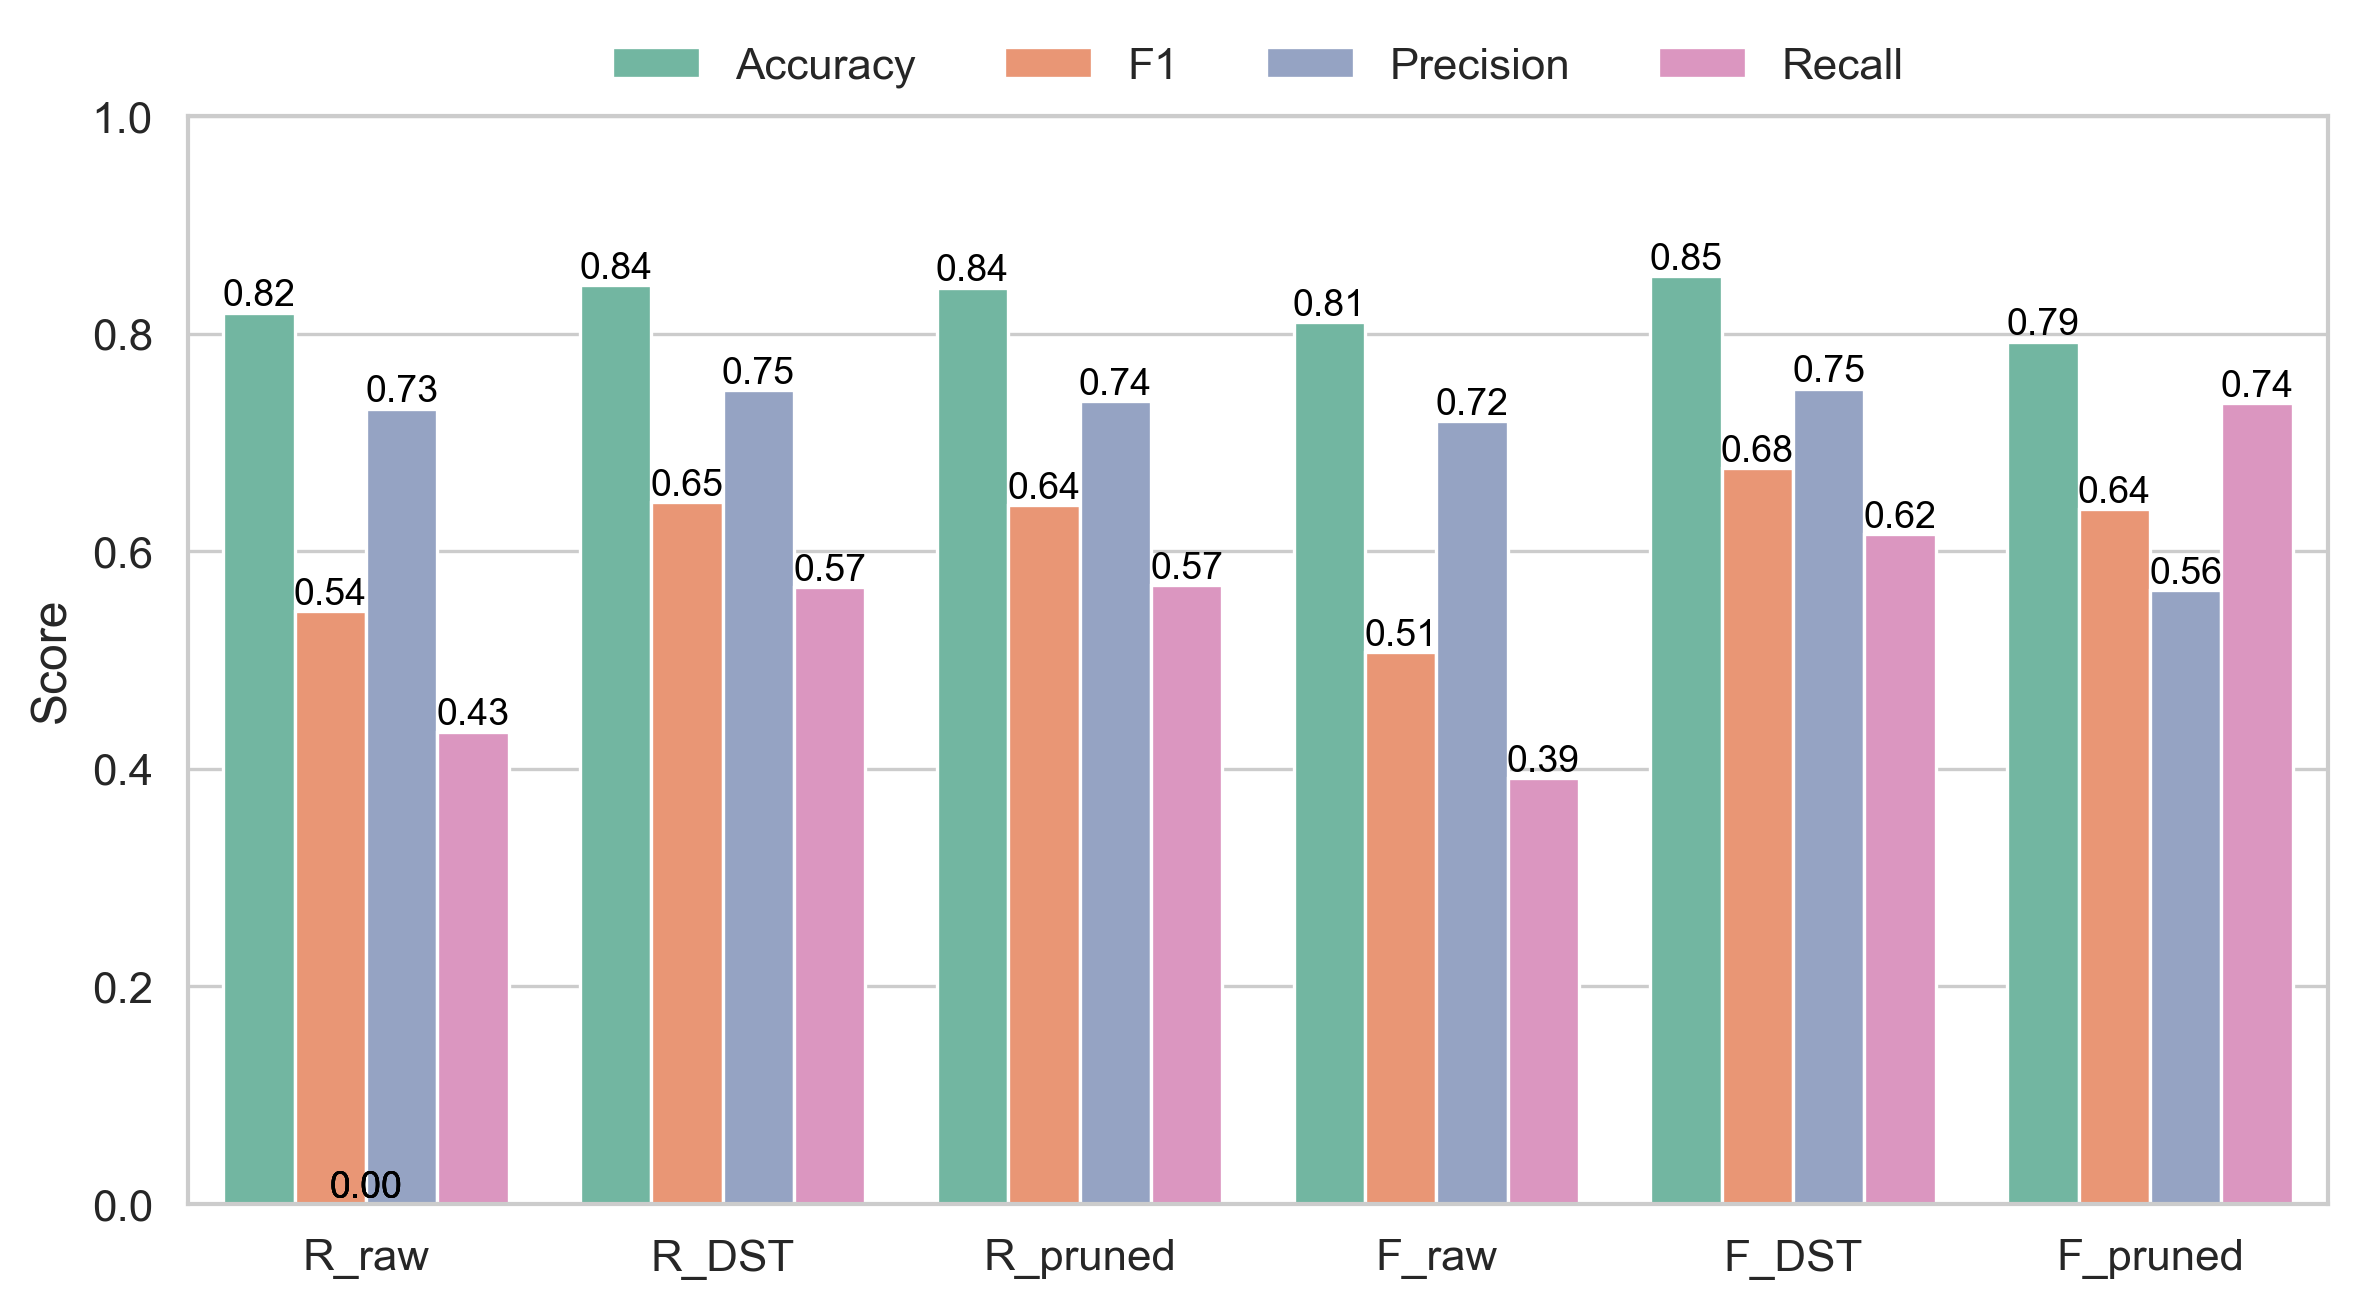 Accuracy F1 Precision Recall
1.0
0.8
0.6
0.4
0.2
0.0
Score
0.82 0.54 0.73 0.43
0.84 0.65 0.75 0.57
0.84 0.64 0.74 0.57
0.81 0.51 0.72 0.39
0.85 0.68 0.75 0.62
0.79 0.64 0.56 0.74
0.00
R_raw R_DST R_pruned F_raw F_DST F_pruned